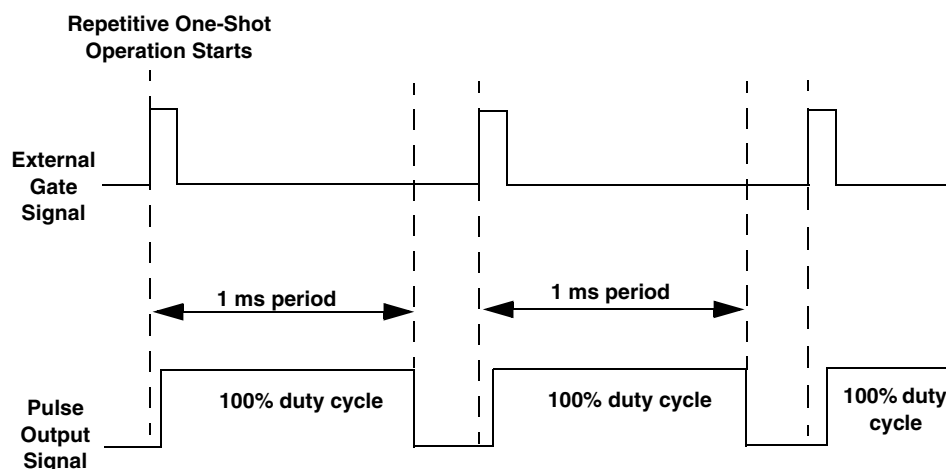 Repetitive One-Shot
Operation Starts
External
Gate
Signal
1 ms period
1 ms period
100% duty cycle
100% duty cycle
100% duty
cycle
Pulse
Output
Signal